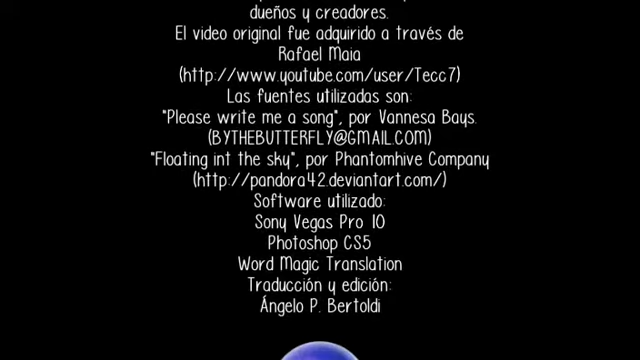 dueños y creadores.
El video original fue adquirido a través de
Rafael Maia
(http://www.youtube.com/user/Tecc7)
Las fuentes utilizadas son:
"Please write me a song", por Vannesa Bays.
(BYTHEBUTTERFLY@GMAIL.COM)
"Floating int the sky", por Phantomhive Company
(http://pandora42.deviantart.com/)
Software utilizado:
Sony Vegas Pro 10
Photoshop CS5
Word Magic Translation
Traducción y edición:
Ángelo P. Bertoldi